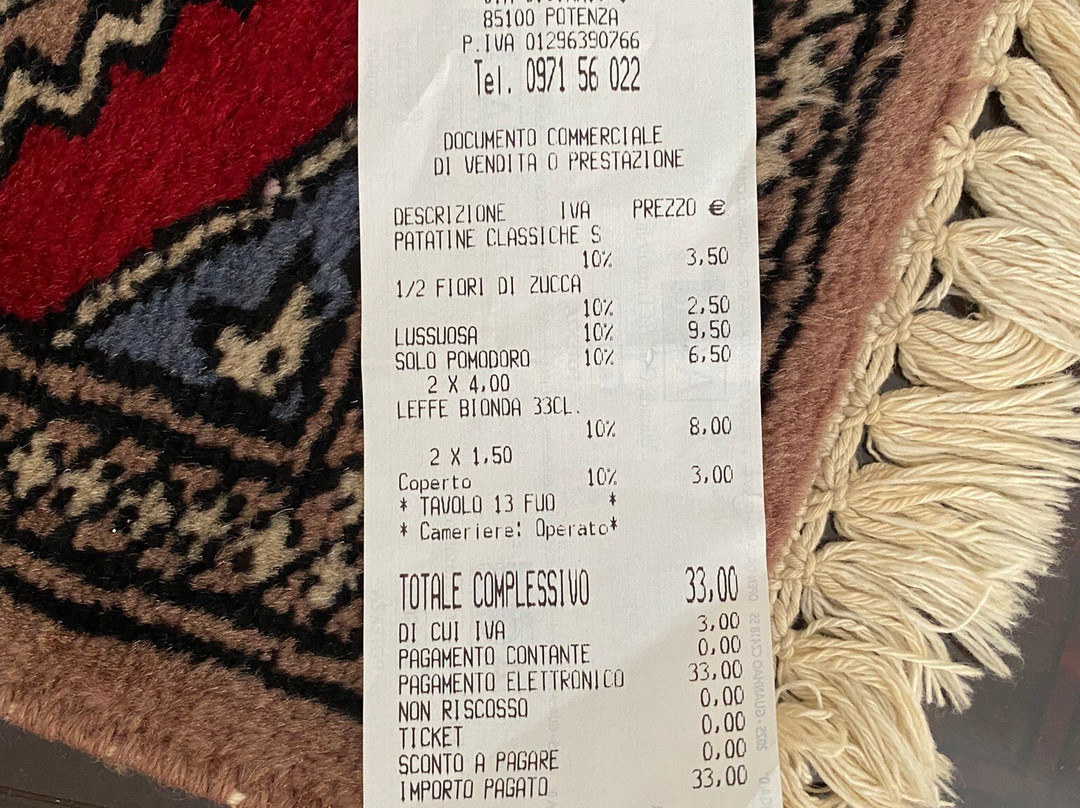 85100 POTENZA
P.IVA 01296390766
Tel. 0971 56 022
DOCUMENTO COMMERCIALE
DI VENDITA O PRESTAZIONE
DESCRIZIONE IVA PREZZO €
PATATINE CLASSICHE S
10% 3,50
1/2 FIORI DI ZUCCA
10% 2,50
LUSSUOSA 10% 9,50
SOLO POMODORO 10% 6,50
2 X 4,00
LEFFE BIONDA 33CL.
10% 8,00
2 X 1,50
Coperto 10% 3,00
* TAVOLO 13 FUO *
* Cameriere: Operato*
TOTALE COMPLESSIVO 33,00
DI CUI IVA 3,00
PAGAMENTO CONTANTE 0,00
PAGAMENTO ELETTRONICO 33,00
NON RISCOSSO 0,00
TICKET 0,00
SCONTO A PAGARE 0,00
IMPORTO PAGATO 33,00